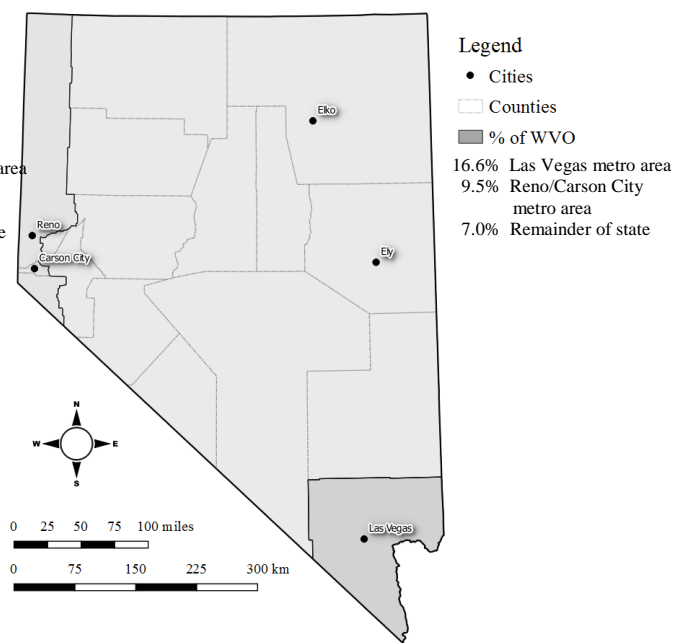 Legend
Cities
Counties
% of WVO
16.6% Las Vegas metro area
9.5% Reno/Carson City
metro area
7.0% Remainder of state
area
e
Elko
Reno
Carson City
Ely
Las Vegas
N
W E
S
0 25 50 75 100 miles
0 75 150 225 300 km